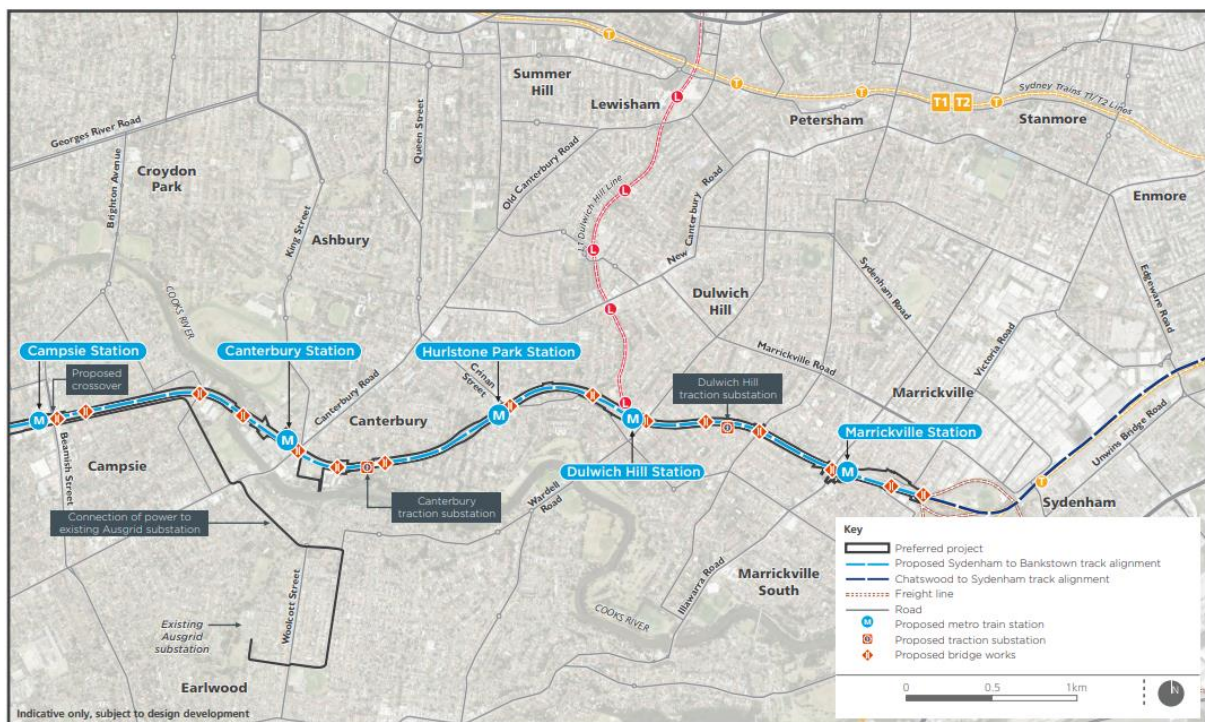 Summer
Hill
Lewisham
Petersham
T1 T2
Sydney Trains T1/T2 Lines
Stanmore
Enmore
Georges River Road
Croydon
Park
Brighton Avenue
Queen Street
Old Canterbury Road
L1 Dulwich Hill Line
New Canterbury Road
King Street
Ashbury
COOKS RIVER
Dulwich
Hill
Sydenham Road
Victoria Road
Edgeware Road
Marrickville Road
Marrickville
Unwins Bridge Road
Campsie Station
Canterbury Station
Hurlstone Park Station
Proposed
crossover
Crinan
Street
Canterbury Road
Canterbury
Dulwich Hill
traction substation
Marrickville Station
Dulwich Hill Station
Beamish Street
Campsie
Canterbury
traction substation
Wardell
Road
Sydenham
Connection of power to
existing Ausgrid substation
Woolcott Street
Existing
Ausgrid
substation
Earlwood
Illawarra Road
Marrickville
South
COOKS RIVER
Key
Preferred project
Proposed Sydenham to Bankstown track alignment
Chatswood to Sydenham track alignment
Freight line
Road
M Proposed metro train station
Proposed traction substation
Proposed bridge works
0 0.5 1km
N
Indicative only, subject to design development